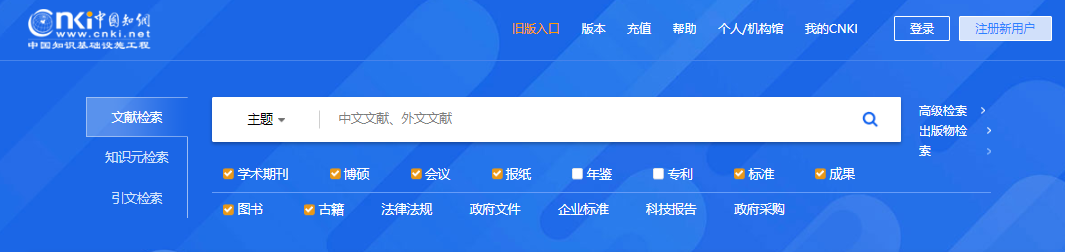 cnki中国知网
www.cnki.net
中国知识基础设施工程
旧版入口 版本 充值 帮助 个人/机构馆 我的CNKI 登录 注册新用户
文献检索
知识元检索
引文检索
主题 中文文献、外文文献
高级检索 >
出版物检 >
索 >
学术期刊 博硕 会议 报纸 年鉴 专利 标准 成果
图书 古籍 法律法规 政府文件 企业标准 科技报告 政府采购